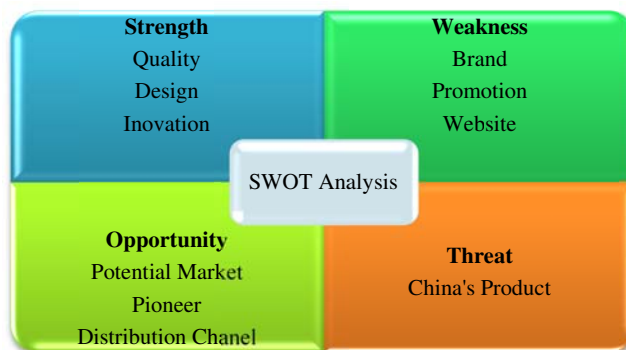 Strength
Quality
Design
Inovation
Weakness
Brand
Promotion
Website
SWOT Analysis
Opportunity
Potential Market
Pioneer
Distribution Chanel
Threat
China's Product